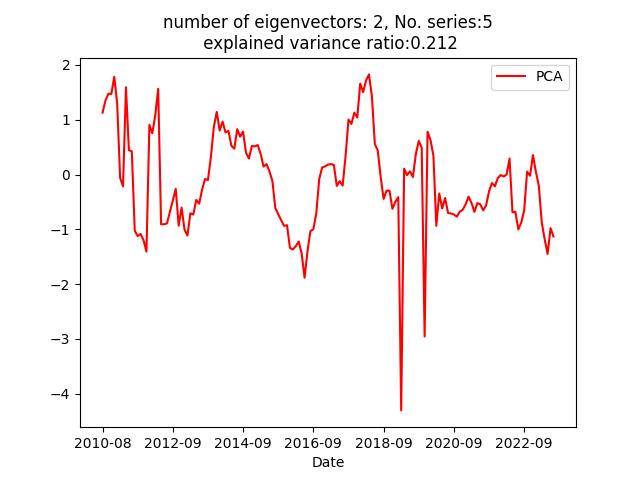 number of eigenvectors: 2, No. series:5
explained variance ratio:0.212
PCA
2
1
0
−1
−2
−3
−4
2010-08 2012-09 2014-09 2016-09 2018-09 2020-09 2022-09
Date